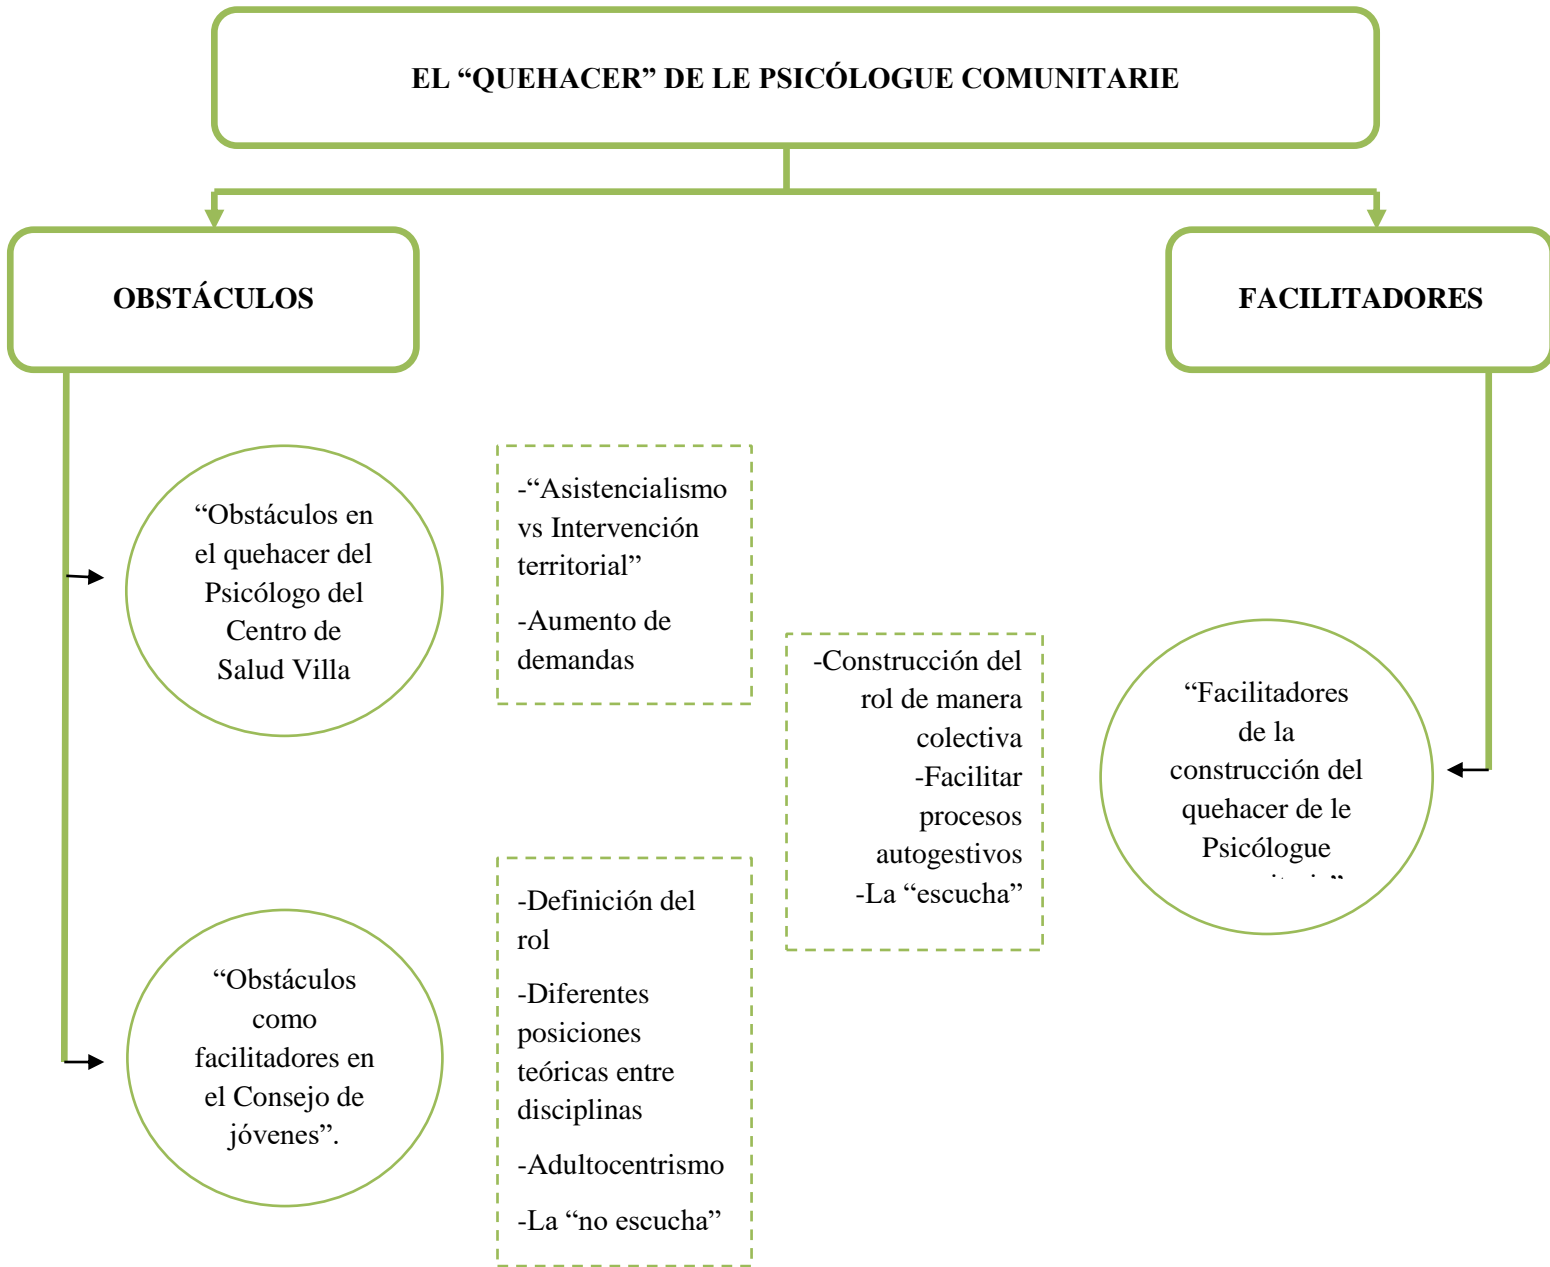 EL “QUEHACER” DE LE PSICÓLOGUE COMUNITARIE
OBSTÁCULOS
FACILITADORES
“Obstáculos en
el quehacer del
Psicólogo del
Centro de
Salud Villa
-“Asistencialismo
vs Intervención
territorial”
-Aumento de
demandas
“Obstáculos
como
facilitadores en
el Consejo de
jóvenes”.
-Definición del
rol
-Diferentes
posiciones
teóricas entre
disciplinas
-Adultocentrismo
-La “no escucha”
-Construcción del
rol de manera
colectiva
-Facilitar
procesos
autogestivos
-La “escucha”
“Facilitadores
de la
construcción del
quehacer de le
Psicólogue